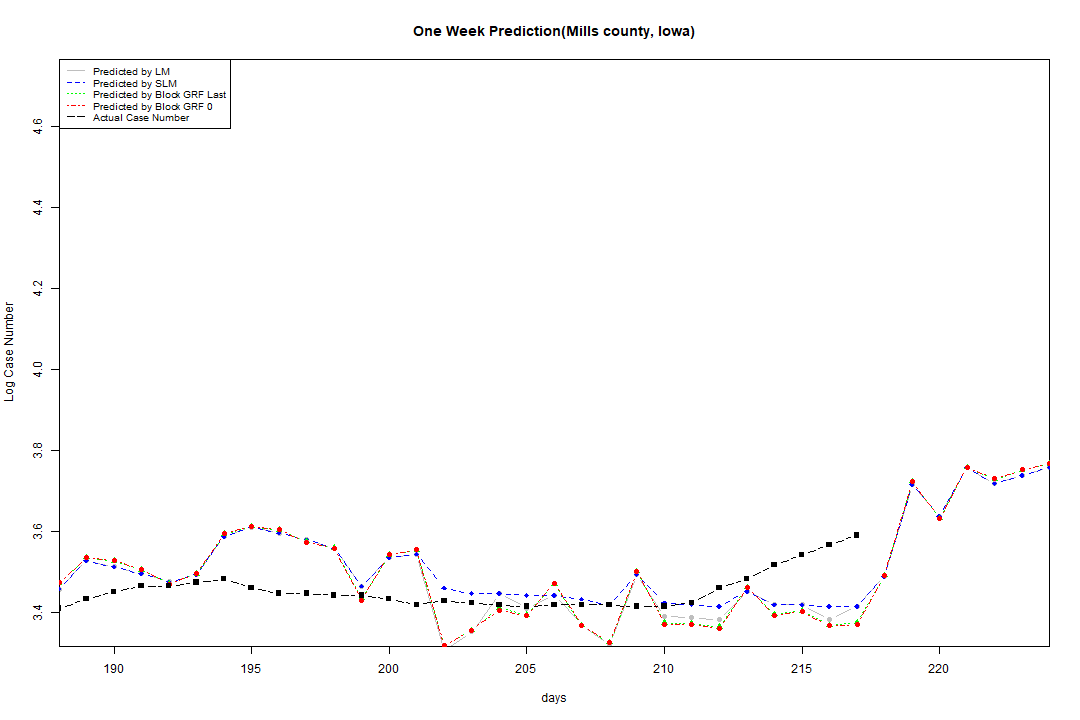 One Week Prediction(Mills county, Iowa)
Predicted by LM
Predicted by SLM
Predicted by Block GRF Last
Predicted by Block GRF 0
Actual Case Number
4.6
4.4
4.2
4.0
3.8
3.6
3.4
Log Case Number
190 195 200 205 210 215 220
days